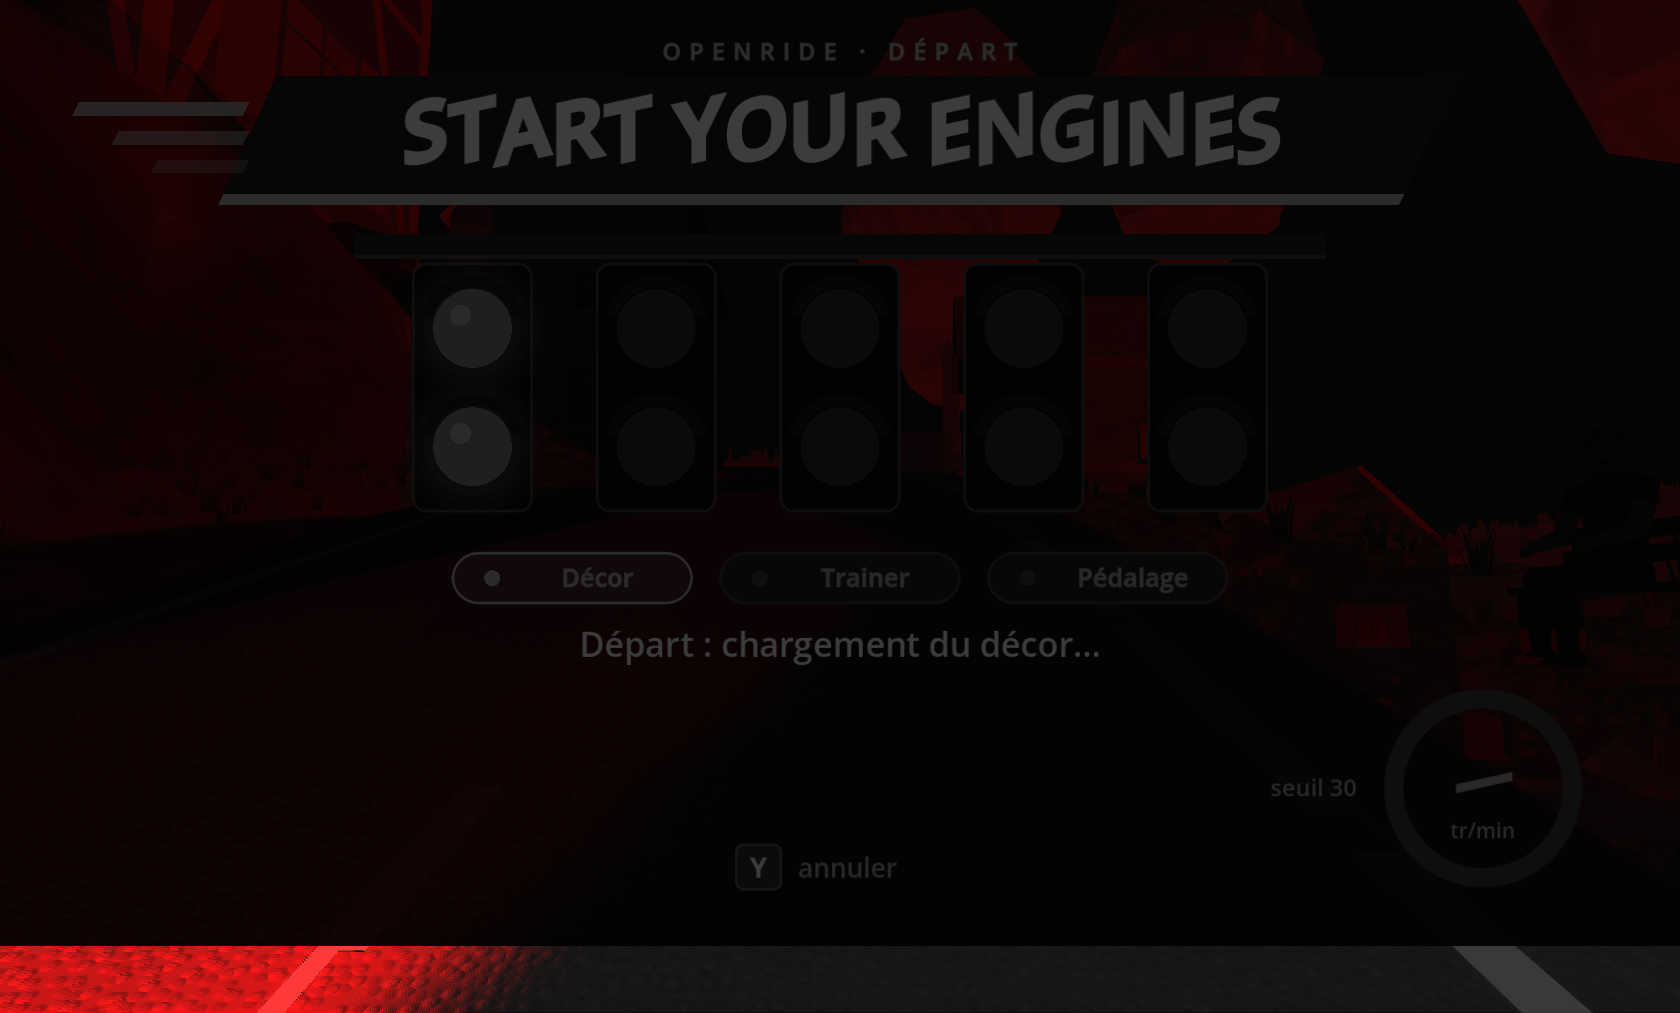 OPENRIDE · DÉPART
START YOUR ENGINES
Décor
Trainer
Pédalage
Départ : chargement du décor...
seuil 30
tr/min
Y annuler